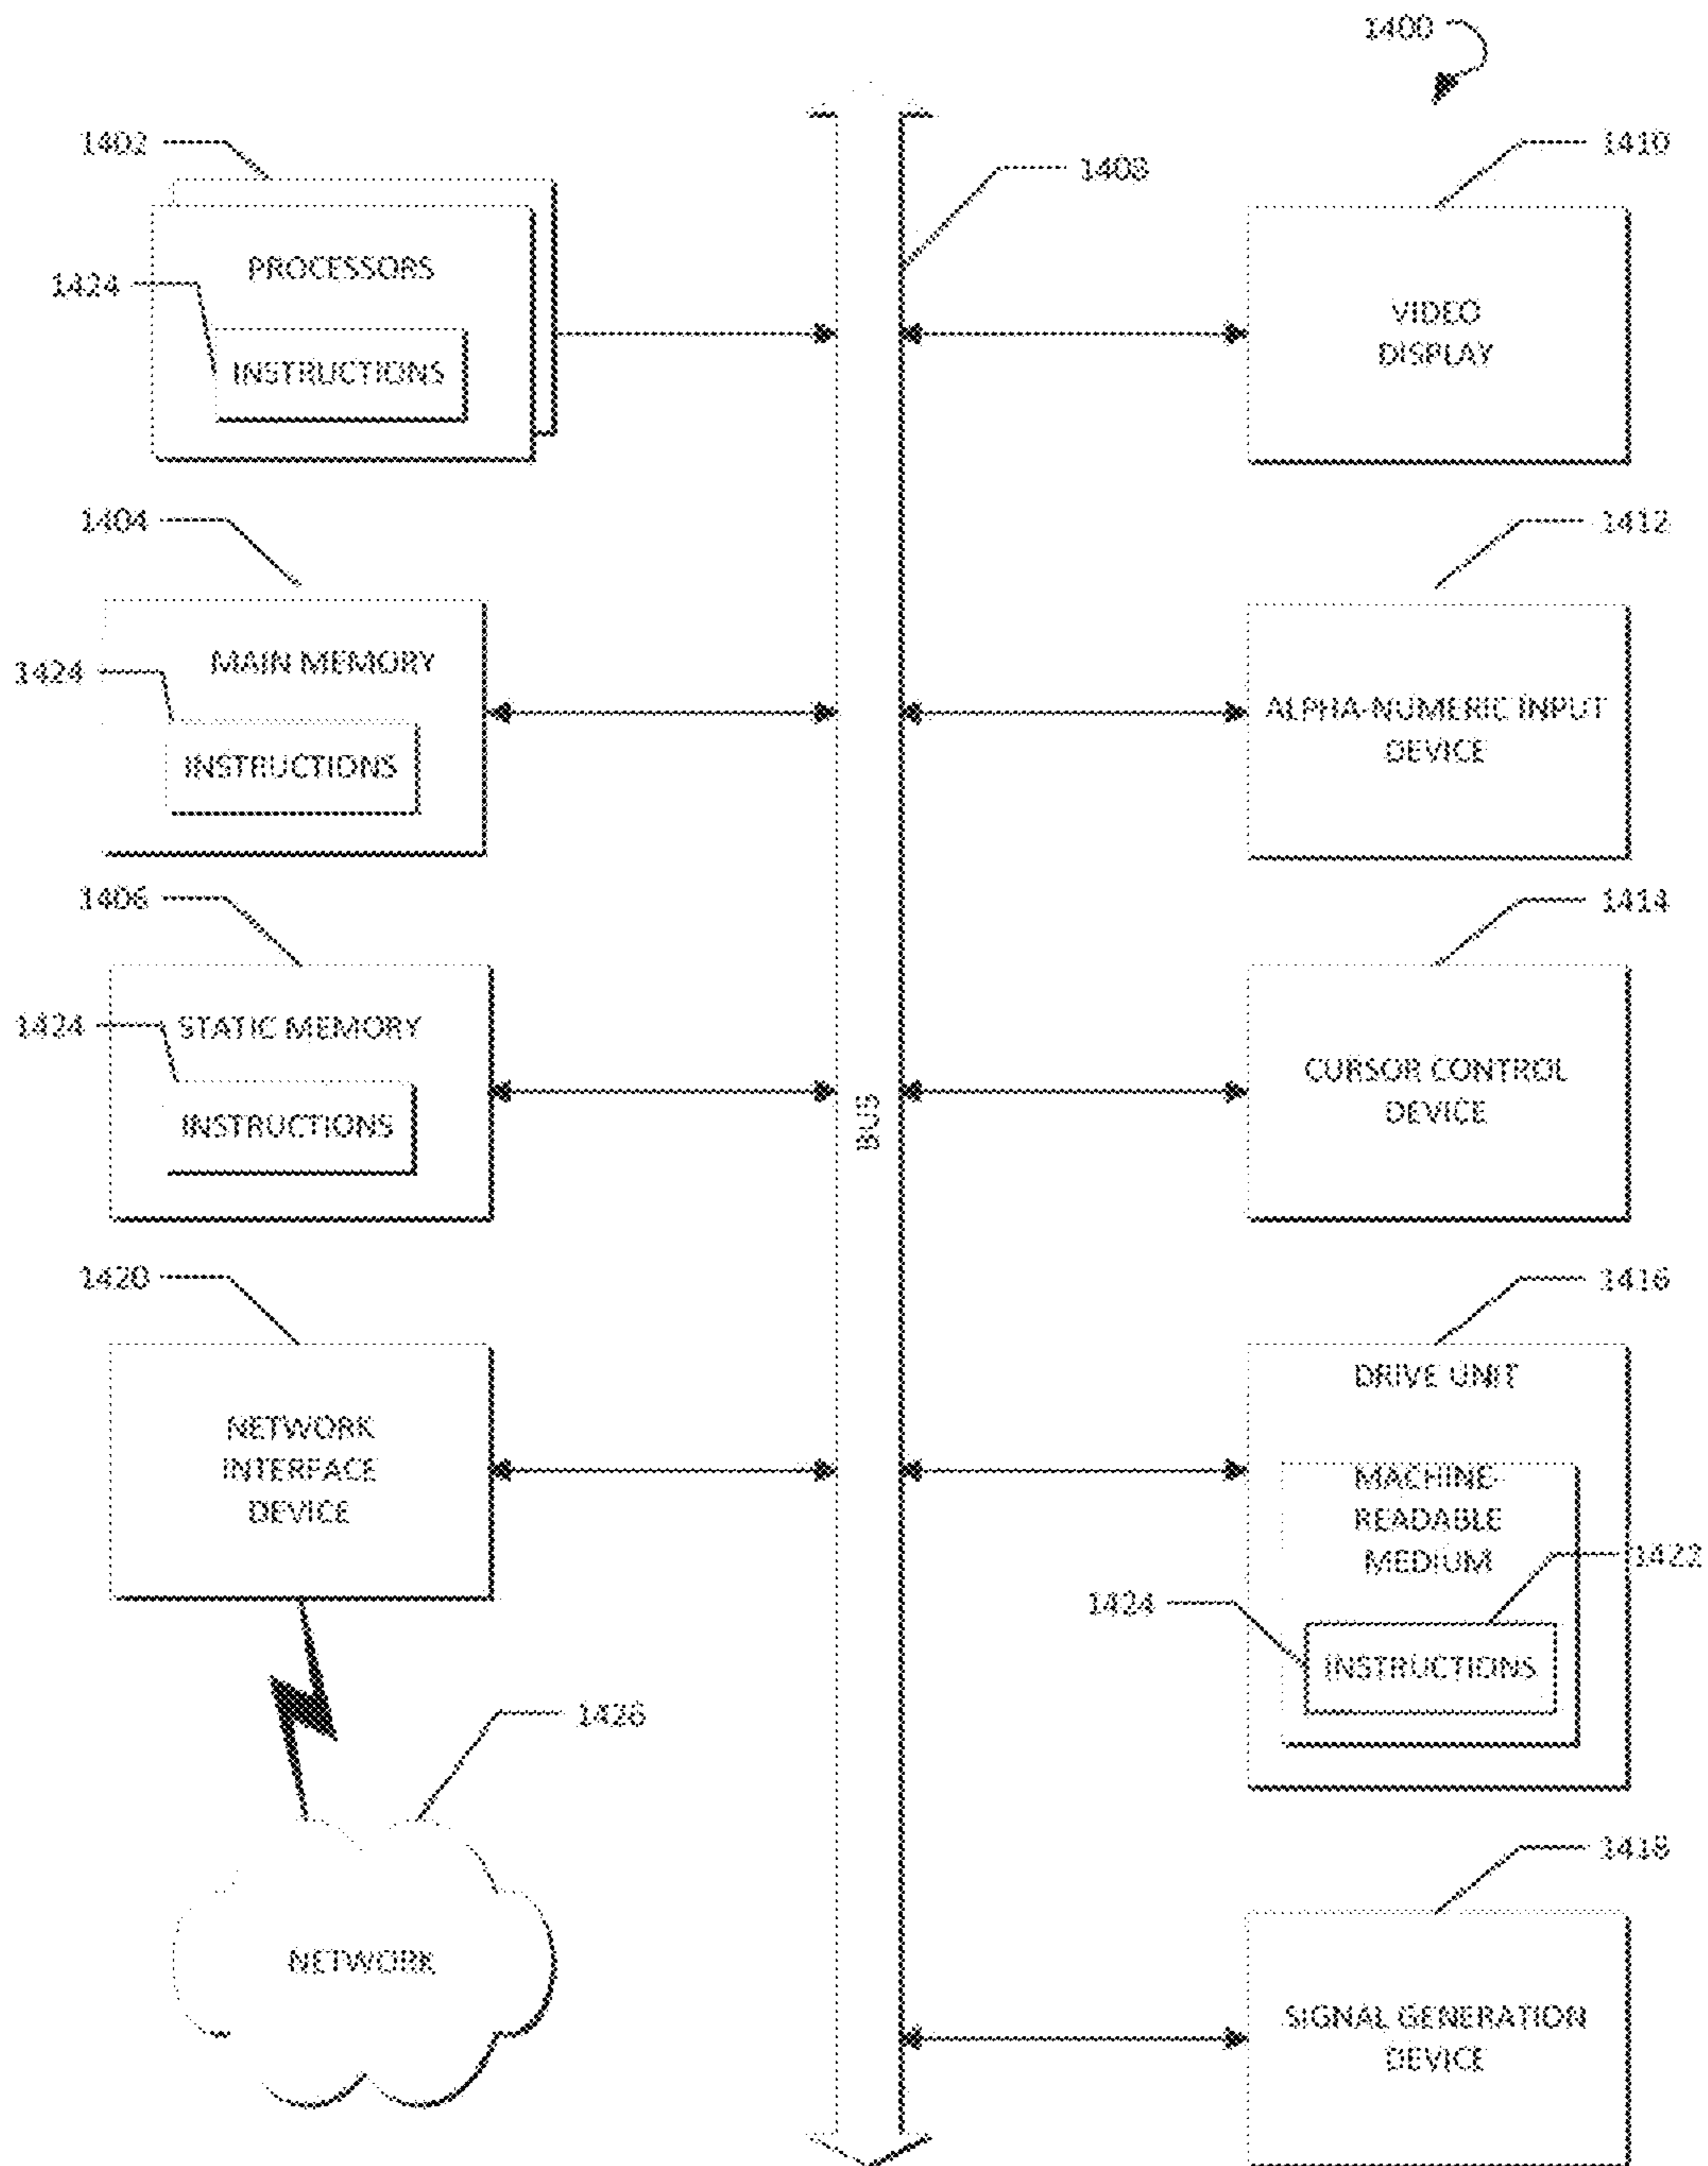 1400
1402
1408
1410
PROCESSORS
1424
INSTRUCTIONS
VIDEO
DISPLAY
1404
1412
MAIN MEMORY
1424
INSTRUCTIONS
ALPHA-NUMERIC INPUT
DEVICE
1406
1414
STATIC MEMORY
1424
INSTRUCTIONS
CURSOR CONTROL
DEVICE
BUS
1420
1416
NETWORK
INTERFACE
DEVICE
DRIVE UNIT
MACHINE-
READABLE
MEDIUM
1422
1424
INSTRUCTIONS
1426
NETWORK
1418
SIGNAL GENERATION
DEVICE